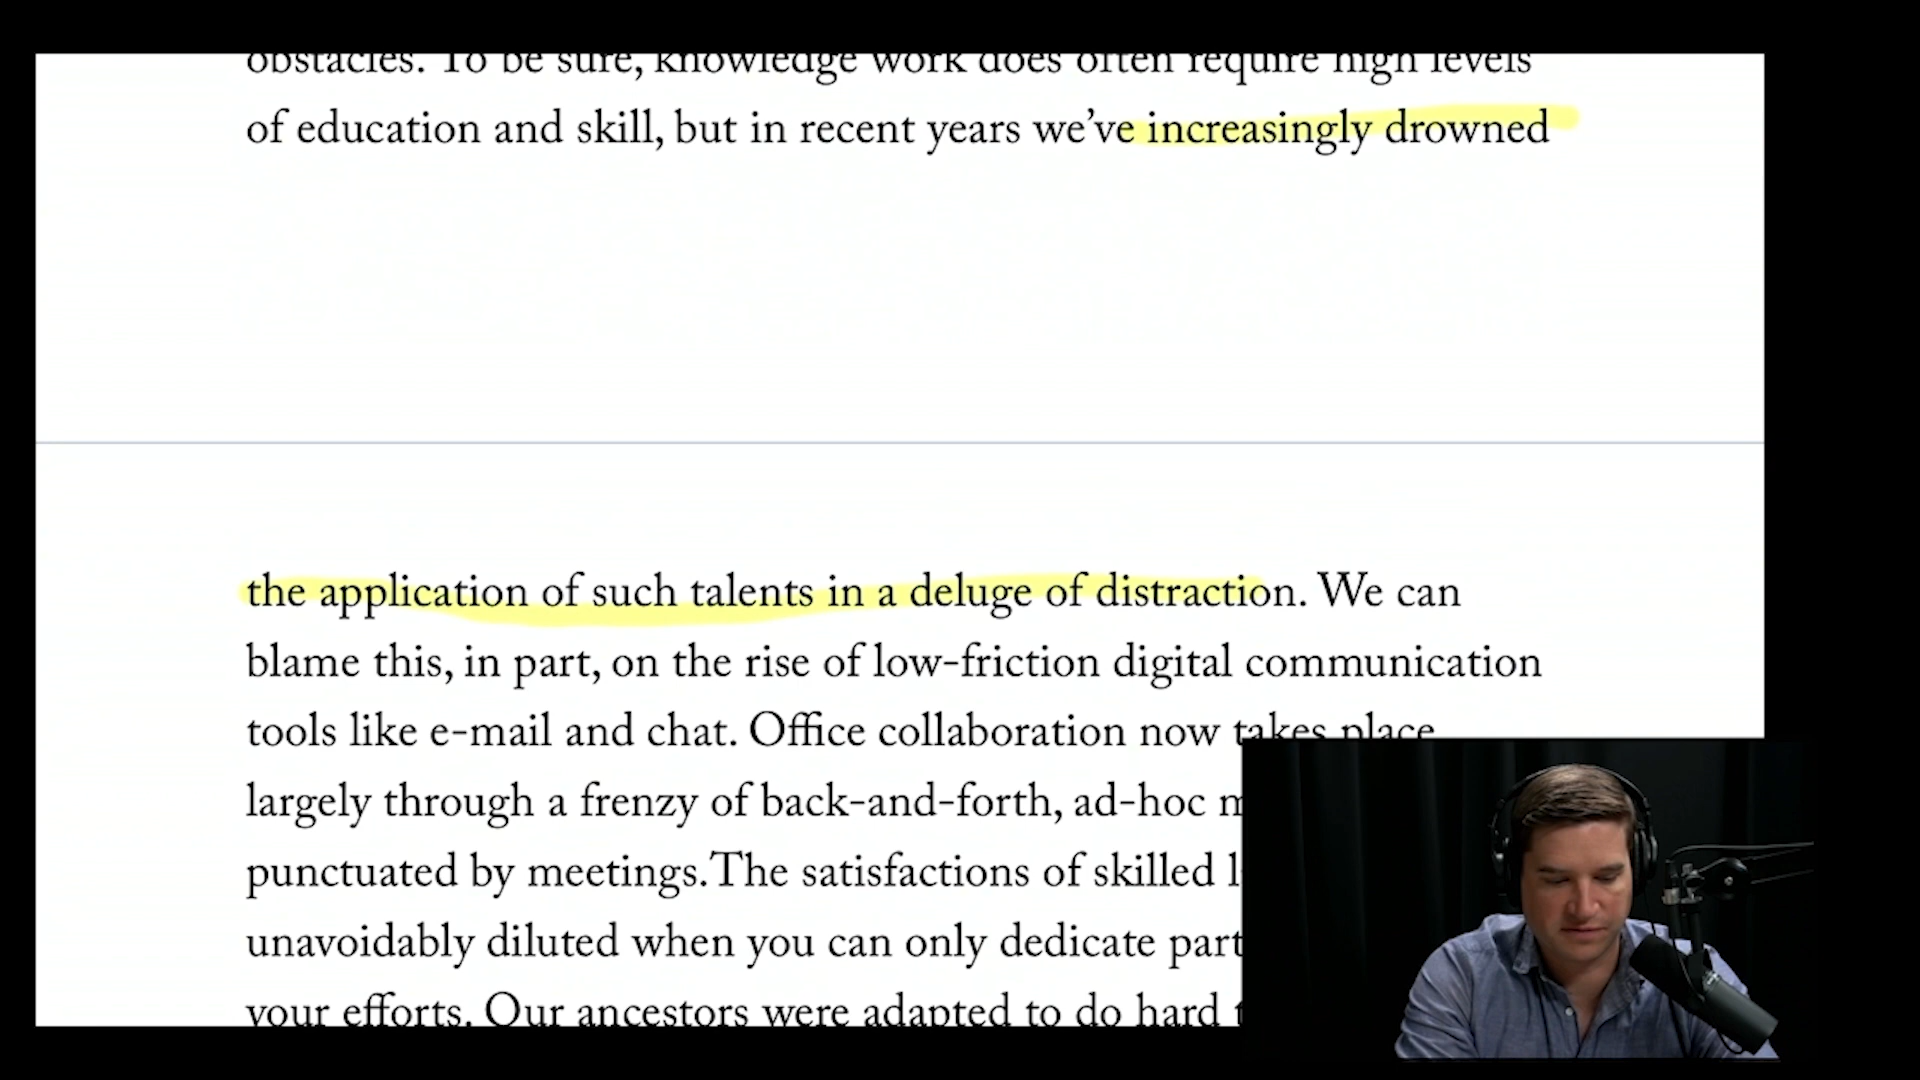 obstacles. To be sure, knowledge work does often require high levels
of education and skill, but in recent years we’ve increasingly drowned
the application of such talents in a deluge of distraction. We can
blame this, in part, on the rise of low-friction digital communication
tools like e-mail and chat. Office collaboration now takes place
largely through a frenzy of back-and-forth, ad-hoc
punctuated by meetings.The satisfactions of skilled
unavoidably diluted when you can only dedicate part
your efforts. Our ancestors were adapted to do hard